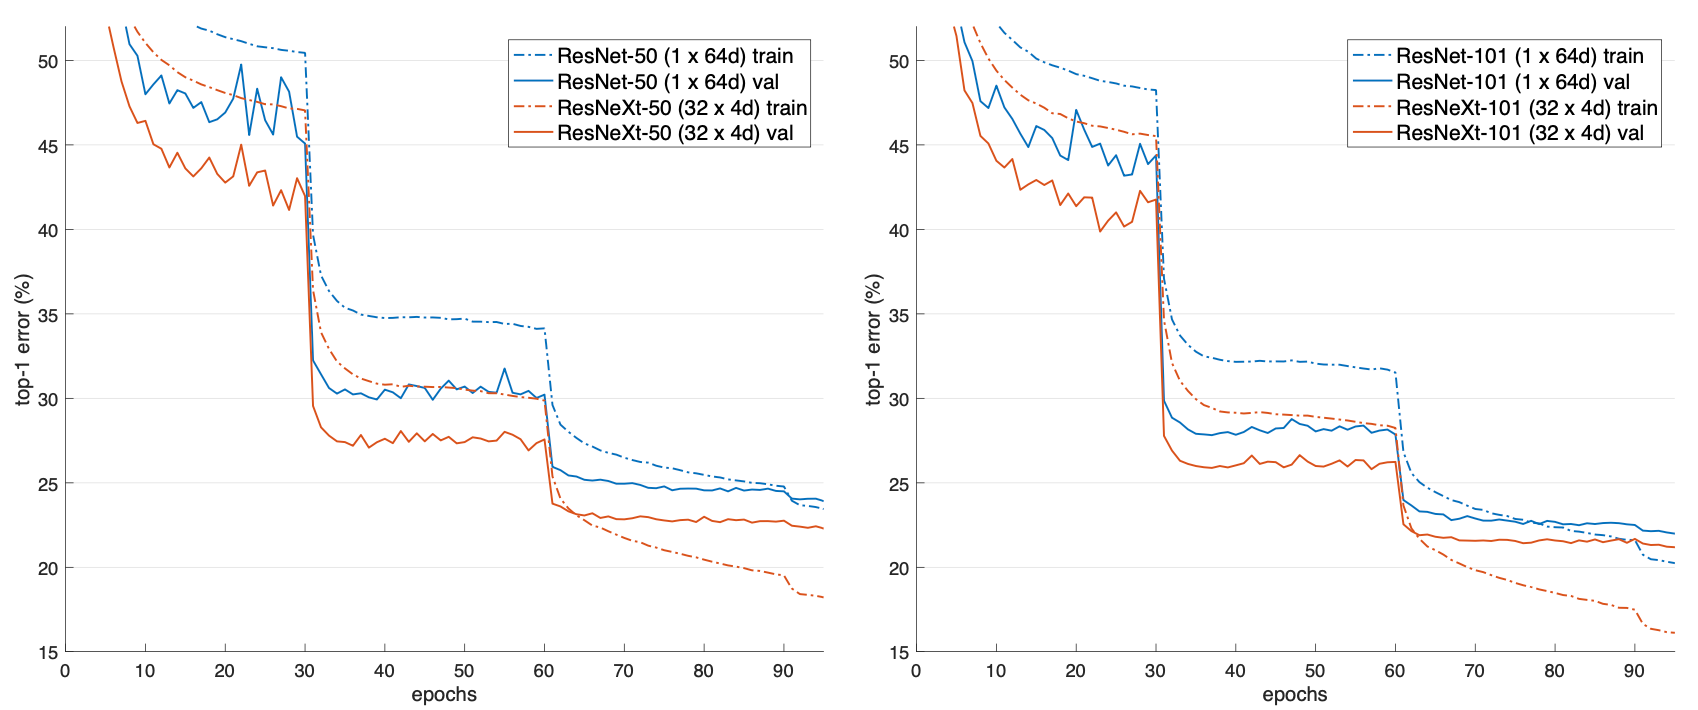 top-1 error (%)
50
45
40
35
30
25
20
15
0 10 20 30 40 50 60 70 80 90
epochs
ResNet-50 (1 x 64d) train
ResNet-50 (1 x 64d) val
ResNeXt-50 (32 x 4d) train
ResNeXt-50 (32 x 4d) val
top-1 error (%)
50
45
40
35
30
25
20
15
0 10 20 30 40 50 60 70 80 90
epochs
ResNet-101 (1 x 64d) train
ResNet-101 (1 x 64d) val
ResNeXt-101 (32 x 4d) train
ResNeXt-101 (32 x 4d) val